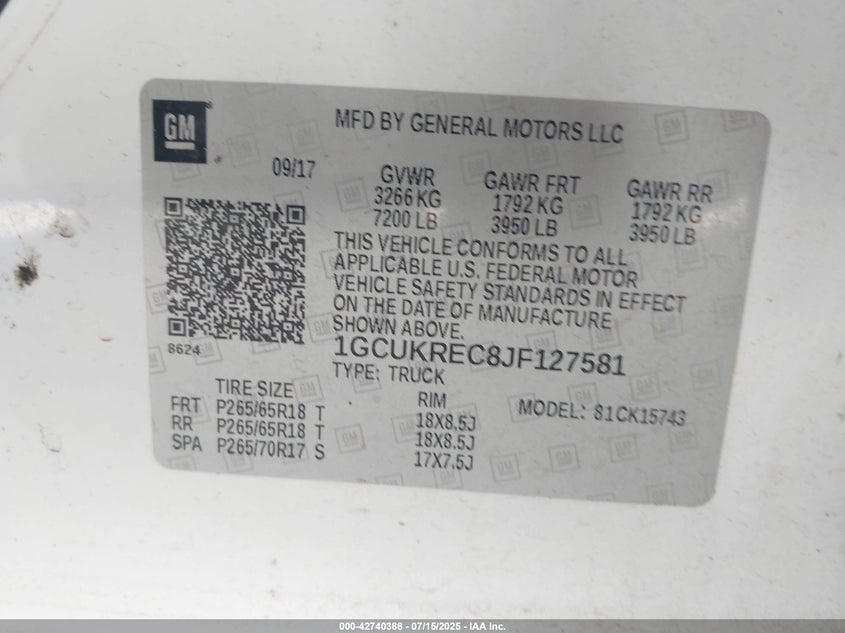 GM
MFD BY GENERAL MOTORS LLC
09/17
GVWR
3266 KG
7200 LB
GAWR FRT
1792 KG
3950 LB
GAWR RR
1792 KG
3950 LB
THIS VEHICLE CONFORMS TO ALL
APPLICABLE U.S. FEDERAL MOTOR
VEHICLE SAFETY STANDARDS IN EFFECT
ON THE DATE OF MANUFACTURE
SHOWN ABOVE.
8624
1GCUKREC8JF127581
TYPE: TRUCK
TIRE SIZE RIM MODEL: 81CK15743
FRT P265/65R18 T 18X8.5J
RR P265/65R18 T 18X8.5J
SPA P265/70R17 S 17X7.5J
000-42740388 - 07/15/2025 - IAA Inc.